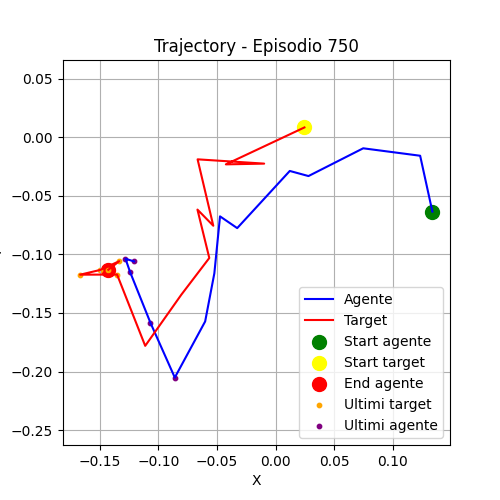 Trajectory - Episodio 750
0.05
0.00
−0.05
−0.10
−0.15
−0.20
−0.25
−0.15
−0.10
−0.05
0.00
0.05
0.10
X
Agente
Target
Start agente
Start target
End agente
Ultimi target
Ultimi agente